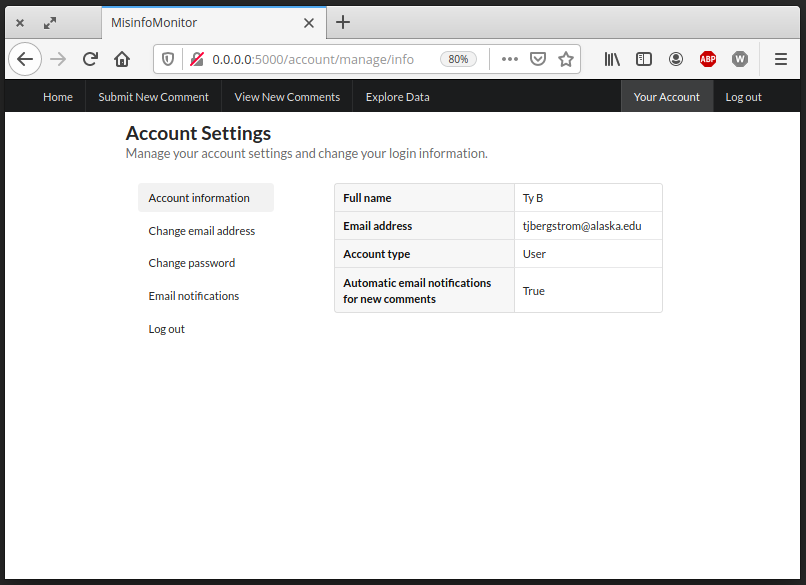 MisinfoMonitor
0.0.0.0:5000/account/manage/info 80%
ABP
W
Home Submit New Comment View New Comments Explore Data Your Account Log out
Account Settings
Manage your account settings and change your login information.
Account information
Change email address
Change password
Email notifications
Log out
Full name Ty B
Email address tjbergstrom@alaska.edu
Account type User
Automatic email notifications
for new comments True